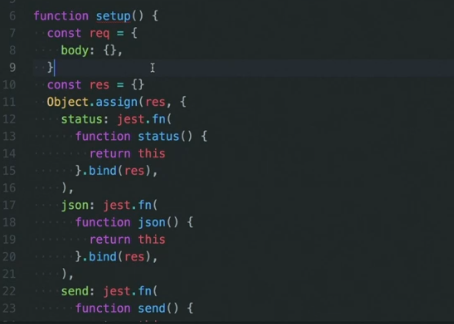 6 function setup() {
7 const req = {
8 body: {},
9 }
10 const res = {}
11 Object.assign(res, {
12 status: jest.fn(
13 function status() {
14 return this
15 }.bind(res),
16 ),
17 json: jest.fn(
18 function json() {
19 return this
20 }.bind(res),
21 ),
22 send: jest.fn(
23 function send() {